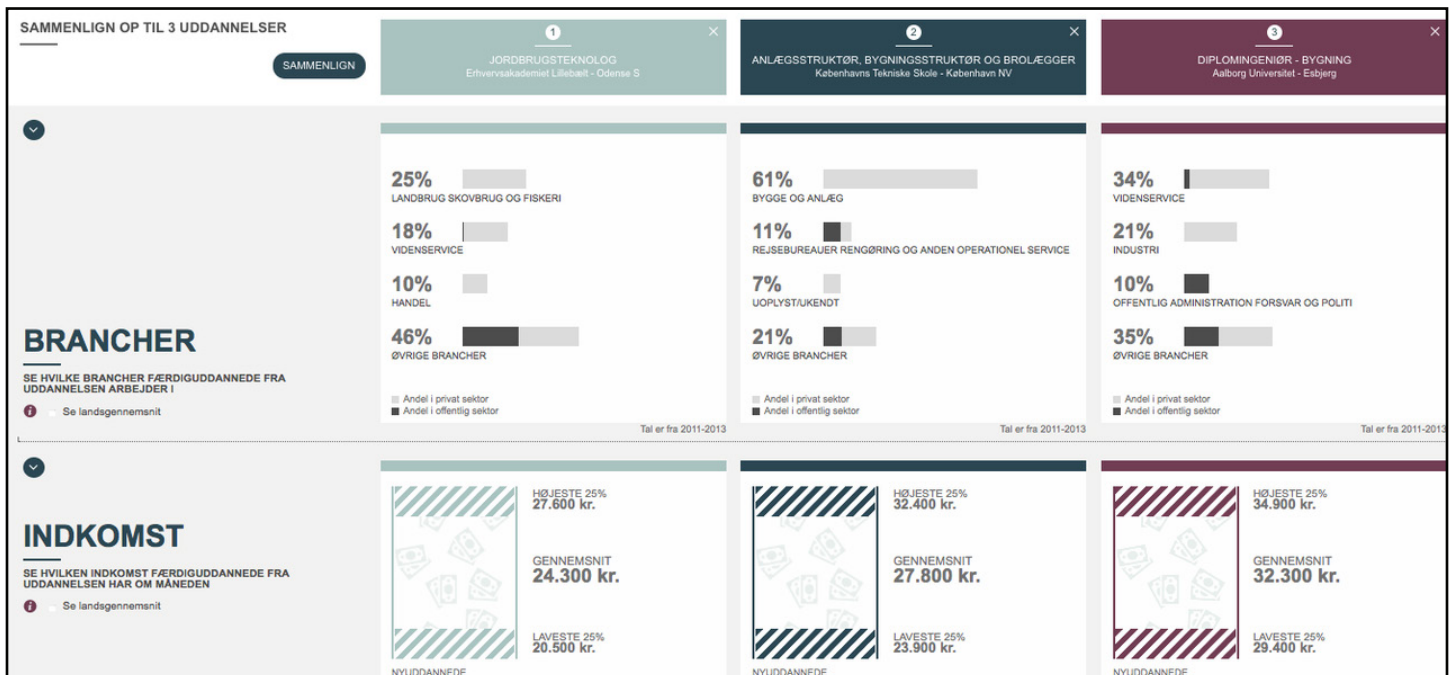 SAMMENLIGN OP TIL 3 UDDANNELSER
SAMMENLIGN
1
JORDBRUGSTEKNOLOG
Erhvervsakademiet Lillebælt - Odense S
2
ANLÆGSSTRUKTØR, BYGNINGSSTRUKTØR OG BROLÆGGER
Københavns Tekniske Skole - København NV
3
DIPLOMINGENIØR - BYGNING
Aalborg Universitet - Esbjerg
BRANCHER
SE HVILKE BRANCHER FÆRDIGUDDANNEDE FRA
UDDANNELSEN ARBEJDER I
i Se landsgennemsnit
25%
LANDBRUG SKOVBRUG OG FISKERI
18%
VIDENSERVICE
10%
HANDEL
46%
ØVRIGE BRANCHER
Andel i privat sektor
Andel i offentlig sektor
Tal er fra 2011-2013
61%
BYGGE OG ANLÆG
11%
REJSEBUREAUER RENGØRING OG ANDEN OPERATIONEL SERVICE
7%
UOPLYST/UKENDT
21%
ØVRIGE BRANCHER
Andel i privat sektor
Andel i offentlig sektor
Tal er fra 2011-2013
34%
VIDENSERVICE
21%
INDUSTRI
10%
OFFENTLIG ADMINISTRATION FORSVAR OG POLITI
35%
ØVRIGE BRANCHER
Andel i privat sektor
Andel i offentlig sektor
Tal er fra 2011-2013
INDKOMST
SE HVILKEN INDKOMST FÆRDIGUDDANNEDE FRA
UDDANNELSEN HAR OM MÅNEDEN
i Se landsgennemsnit
HØJESTE 25%
27.600 kr.
GENNEMSNIT
24.300 kr.
LAVESTE 25%
20.500 kr.
NYUDDANNEDE
HØJESTE 25%
32.400 kr.
GENNEMSNIT
27.800 kr.
LAVESTE 25%
23.900 kr.
NYUDDANNEDE
HØJESTE 25%
34.900 kr.
GENNEMSNIT
32.300 kr.
LAVESTE 25%
29.400 kr.
NYUDDANNEDE